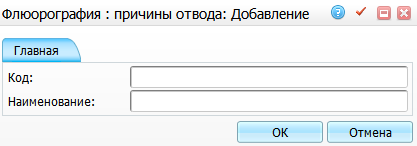 Флюорография : причины отвода: Добавление
Главная
Код:
Наименование:
ОК
Отмена